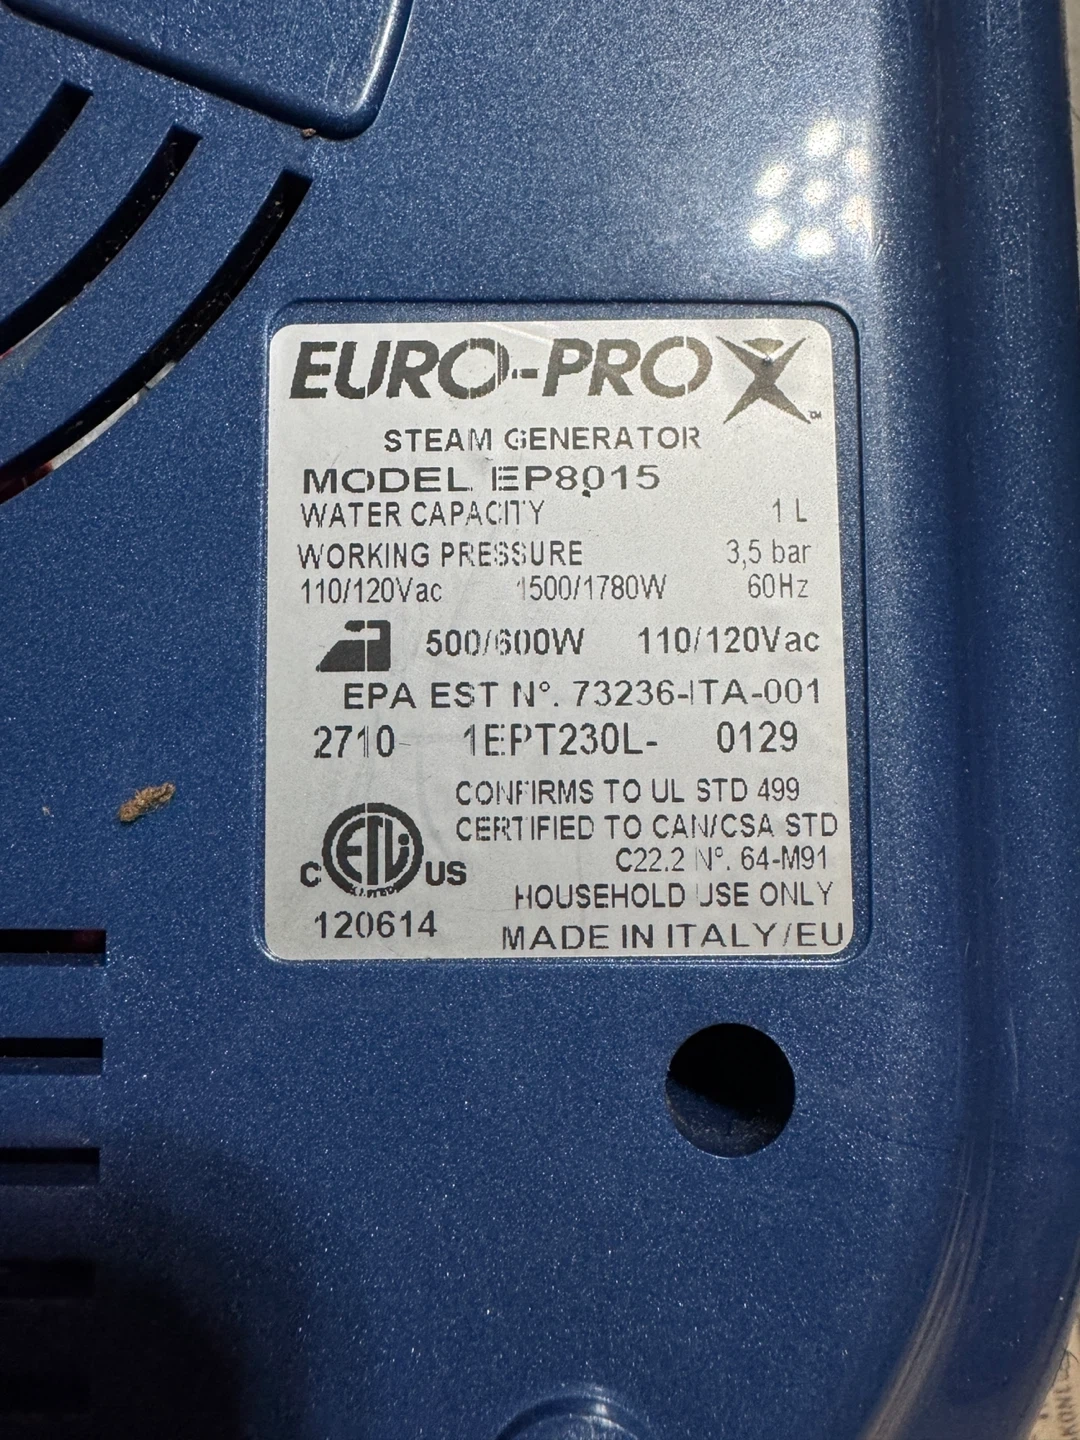 EURO-PRO X™
STEAM GENERATOR
MODEL EP8015
WATER CAPACITY 1 L
WORKING PRESSURE 3,5 bar
110/120Vac 1500/1780W 60Hz
500/600W 110/120Vac
EPA EST N°. 73236-ITA-001
2710- 1EPT230L- 0129
CONFIRMS TO UL STD 499
CERTIFIED TO CAN/CSA STD
C22.2 N°. 64-M91
C ETL US
HOUSEHOLD USE ONLY
120614
MADE IN ITALY/EU